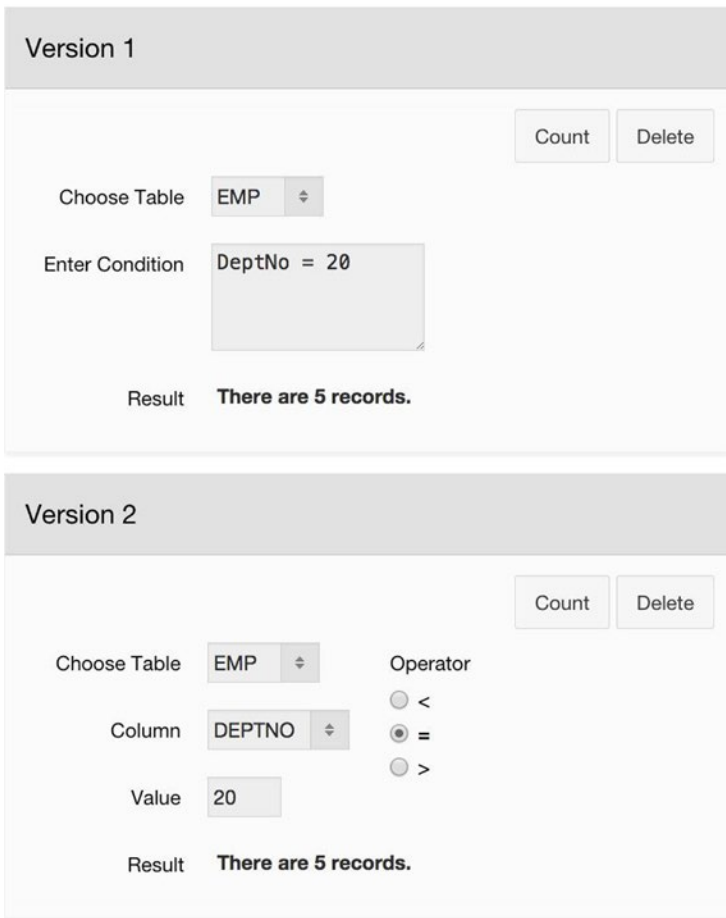 Version 1
Count Delete
Choose Table EMP
Enter Condition DeptNo = 20
Result There are 5 records.
Version 2
Count Delete
Choose Table EMP Operator
<
Column DEPTNO =
>
Value 20
Result There are 5 records.